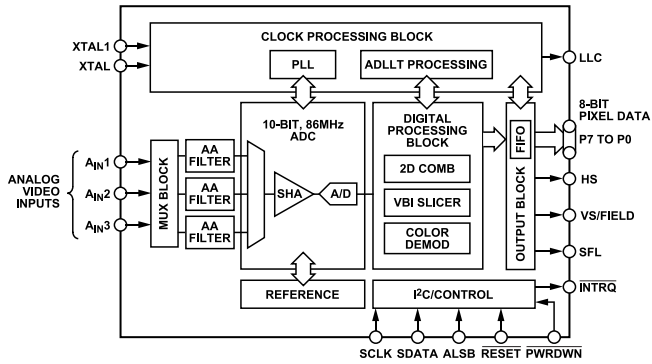 CLOCK PROCESSING BLOCK
XTAL1
XTAL
PLL
ADLLT PROCESSING
LLC
10-BIT, 86MHz
ADC
DIGITAL
PROCESSING
BLOCK
FIFO
OUTPUT BLOCK
8-BIT
PIXEL DATA
P7 TO P0
ANALOG
VIDEO
INPUTS
AIN1
AIN2
AIN3
MUX BLOCK
AA
FILTER
AA
FILTER
AA
FILTER
SHA
A/D
2D COMB
VBI SLICER
COLOR
DEMOD
HS
VS/FIELD
SFL
REFERENCE
I2C/CONTROL
INTRQ
SCLK SDATA ALSB RESET PWRDWN